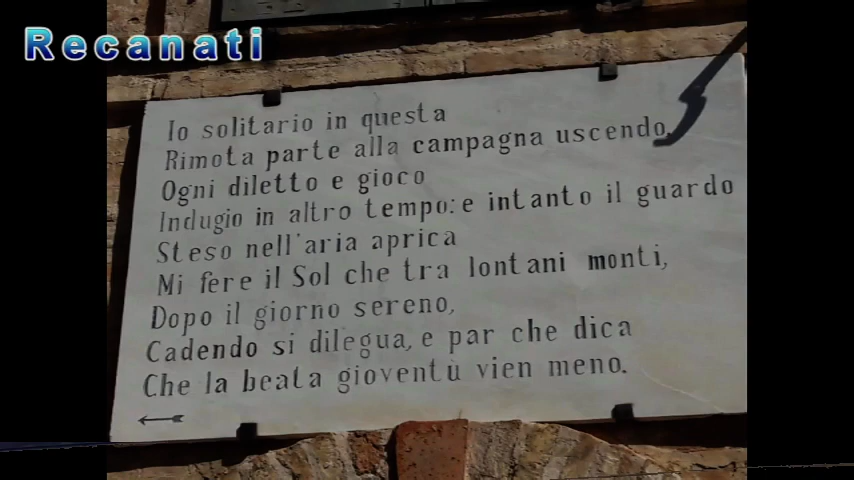 Recanati
Io solitario in questa
Rimota parte alla campagna uscendo,
Ogni diletto e gioco
Indugio in altro tempo: e intanto il guardo
Steso nell'aria aprica
Mi fere il Sol che tra lontani monti,
Dopo il giorno sereno,
Cadendo si dilegua, e par che dica
Che la beata gioventù vien meno.